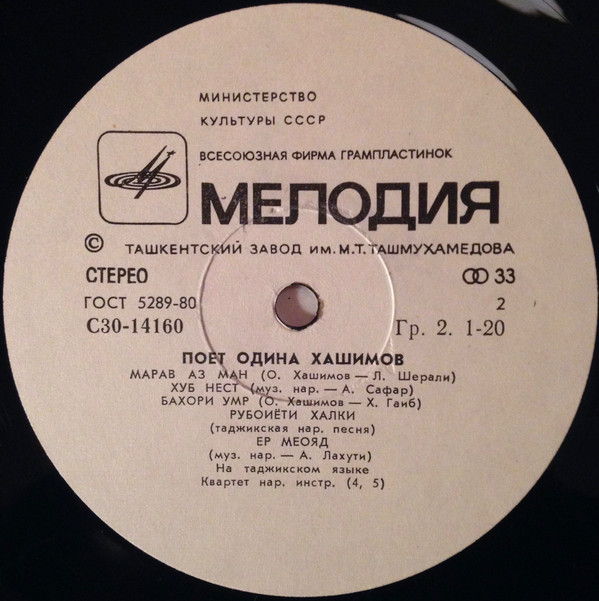 МИНИСТЕРСТВО
КУЛЬТУРЫ СССР
ВСЕСОЮЗНАЯ ФИРМА ГРАМПЛАСТИНОК
МЕЛОДИЯ
© ТАШКЕНТСКИЙ ЗАВОД ИМ. М.Т. ТАШМУХАМЕДОВА
СТЕРЕО 33
ГОСТ 5289-80 2
С30-14160 Гр. 2. 1-20
ПОЕТ ОДИНА ХАШИМОВ
МАРАВ АЗ МАН (О. Хашимов — Л. Шерали)
ХУБ НЕСТ (муз. нар. — А. Сафар)
БАХОРИ УМР (О. Хашимов — Х. Гаиб)
РУБОИЁТИ ХАЛКИ
(таджикская нар. песня)
ЕР МЕОЯД
(муз. нар. — А. Лахути)
На таджикском языке
Квартет нар. инстр. (4, 5)